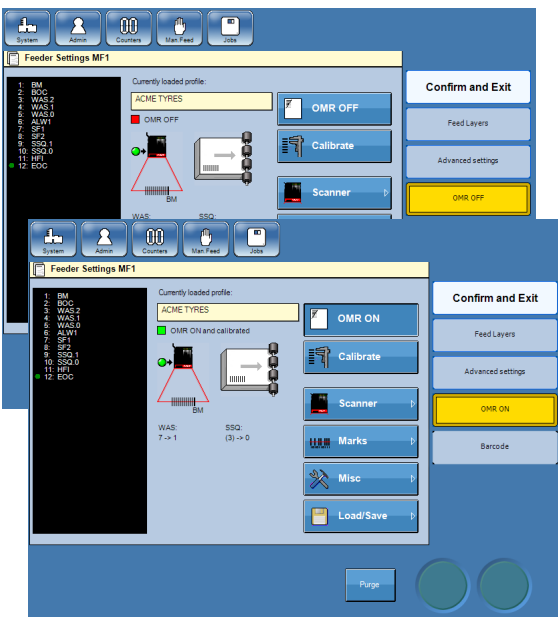 System Admin Counters Man.Feed Jobs
Feeder Settings MF1
1: BM
2: BOC
3: WAS.2
4: WAS.1
5: WAS.0
6: ALW1
7: SF1
8: SF2
9: SSQ.1
10: SSQ.0
11: HFI
12: EOC
Currently loaded profile:
ACME TYRES
OMR OFF
BM
WAS: SSQ:
OMR OFF
Calibrate
Scanner
Confirm and Exit
Feed Layers
Advanced settings
OMR OFF
System Admin Counters Man.Feed Jobs
Feeder Settings MF1
1: BM
2: BOC
3: WAS.2
4: WAS.1
5: WAS.0
6: ALW1
7: SF1
8: SF2
9: SSQ.1
10: SSQ.0
11: HFI
12: EOC
Currently loaded profile:
ACME TYRES
OMR ON and calibrated
BM
WAS: SSQ:
7 -> 1 (3) -> 0
OMR ON
Calibrate
Scanner
Marks
Misc
Load/Save
Confirm and Exit
Feed Layers
Advanced settings
OMR ON
Barcode
Purge